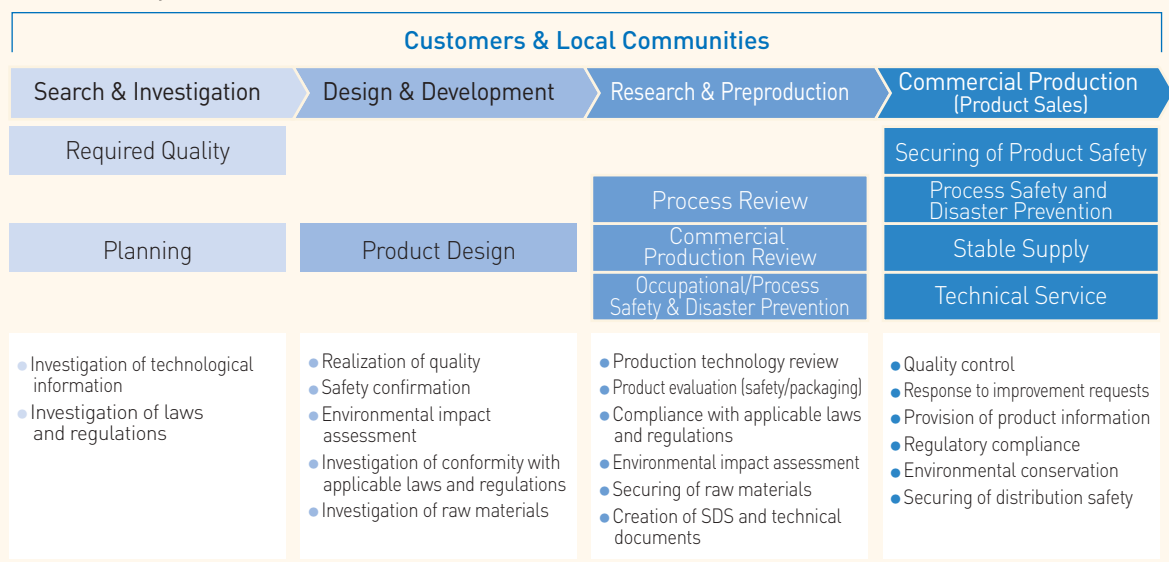 Customers & Local Communities
Search & Investigation
Design & Development
Research & Preproduction
Commercial Production
(Product Sales)
Required Quality
Planning
Product Design
Process Review
Commercial
Production Review
Occupational/Process
Safety & Disaster Prevention
Securing of Product Safety
Process Safety and
Disaster Prevention
Stable Supply
Technical Service
● Investigation of technological
information
● Investigation of laws
and regulations
● Realization of quality
● Safety confirmation
● Environmental impact
assessment
● Investigation of conformity with
applicable laws and regulations
● Investigation of raw materials
● Production technology review
● Product evaluation (safety/packaging)
● Compliance with applicable laws
and regulations
● Environmental impact assessment
● Securing of raw materials
● Creation of SDS and technical
documents
● Quality control
● Response to improvement requests
● Provision of product information
● Regulatory compliance
● Environmental conservation
● Securing of distribution safety